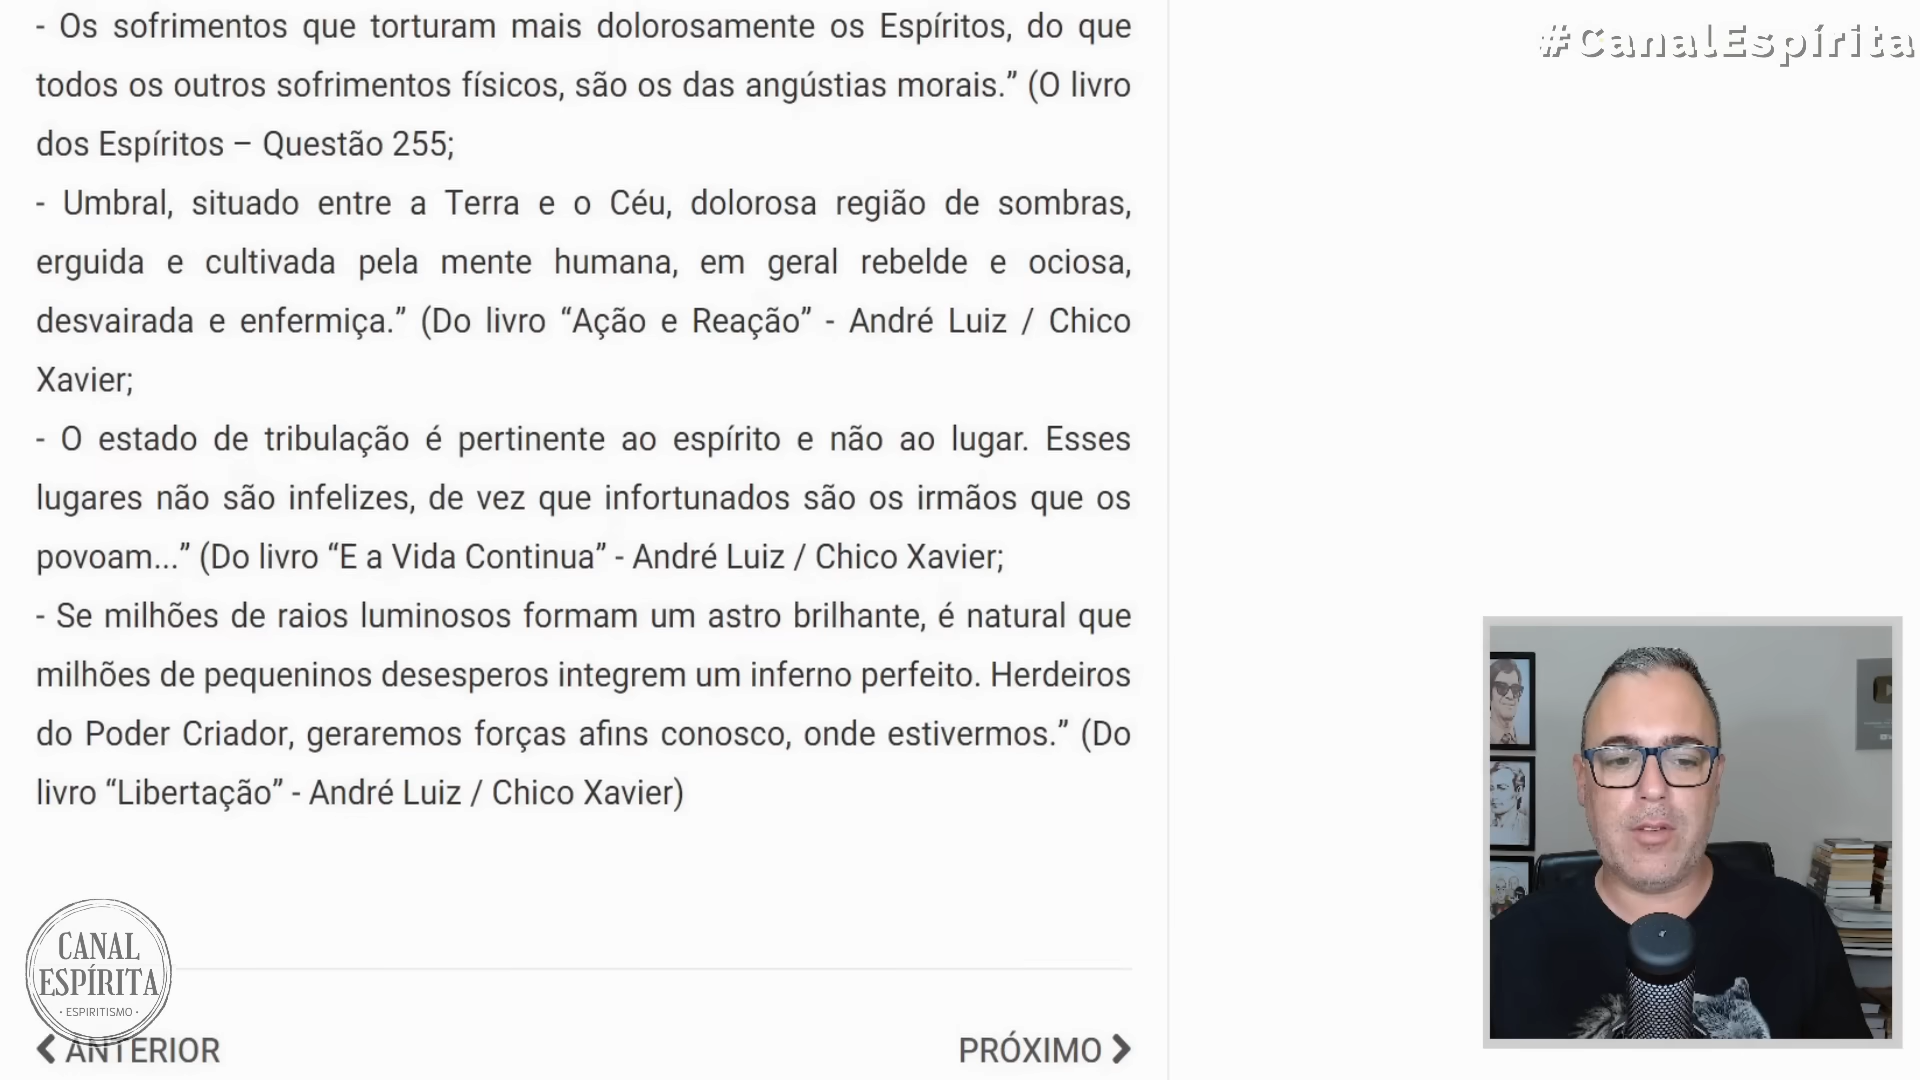 - Os sofrimentos que torturam mais dolorosamente os Espíritos, do que
todos os outros sofrimentos físicos, são os das angústias morais.” (O livro
dos Espíritos – Questão 255;
- Umbral, situado entre a Terra e o Céu, dolorosa região de sombras,
erguida e cultivada pela mente humana, em geral rebelde e ociosa,
desvairada e enfermiça.” (Do livro “Ação e Reação” - André Luiz / Chico
Xavier;
- O estado de tribulação é pertinente ao espírito e não ao lugar. Esses
lugares não são infelizes, de vez que infortunados são os irmãos que os
povoam...” (Do livro “E a Vida Continua” - André Luiz / Chico Xavier;
- Se milhões de raios luminosos formam um astro brilhante, é natural que
milhões de pequeninos desesperos integrem um inferno perfeito. Herdeiros
do Poder Criador, geraremos forças afins conosco, onde estivermos.” (Do
livro “Libertação” - André Luiz / Chico Xavier)
#CanalEspírita
CANAL
ESPÍRITA
· ESPIRITISMO ·
ANTERIOR
PRÓXIMO